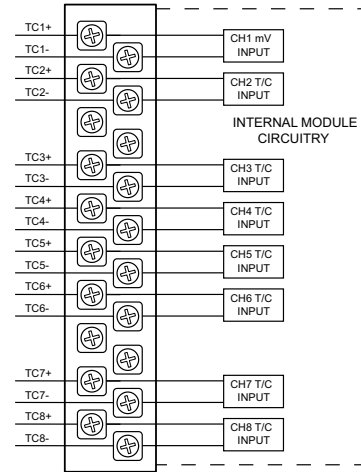 TC1+
CH1 mV
INPUT
TC1-
TC2+
CH2 T/C
INPUT
TC2-
INTERNAL MODULE
CIRCUITRY
TC3+
CH3 T/C
INPUT
TC3-
TC4+
CH4 T/C
INPUT
TC4-
TC5+
CH5 T/C
INPUT
TC5-
TC6+
CH6 T/C
INPUT
TC6-
TC7+
CH7 T/C
INPUT
TC7-
TC8+
CH8 T/C
INPUT
TC8-